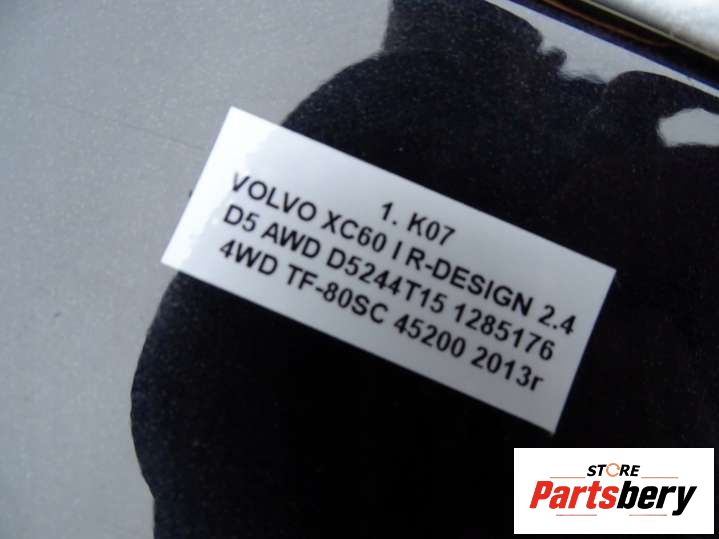 1. K07
VOLVO XC60 I R-DESIGN 2.4
D5 AWD D5244T15 1285176
4WD TF-80SC 45200 2013r
STORE
Partsbery